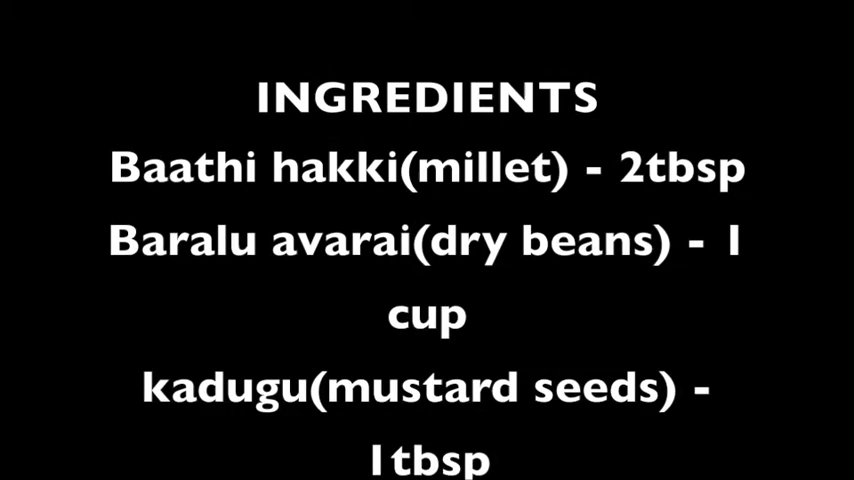 INGREDIENTS
Baathi hakki(millet) - 2tbsp
Baralu avarai(dry beans) - 1
cup
kadugu(mustard seeds) -
1tbsp